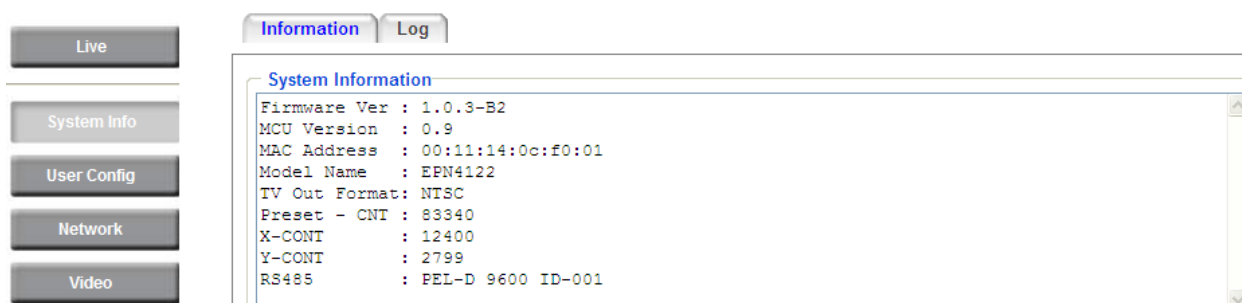 Live
System Info
User Config
Network
Video
Information Log
System Information
Firmware Ver : 1.0.3-B2
MCU Version  : 0.9
MAC Address  : 00:11:14:0c:f0:01
Model Name   : EPN4122
TV Out Format: NTSC
Preset - CNT : 83340
X-CONT       : 12400
Y-CONT       : 2799
RS485        : PEL-D 9600 ID-001